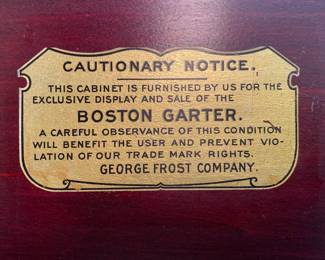 CAUTIONARY NOTICE.
THIS CABINET IS FURNISHED BY US FOR THE
EXCLUSIVE DISPLAY AND SALE OF THE
BOSTON GARTER.
A CAREFUL OBSERVANCE OF THIS CONDITION
WILL BENEFIT THE USER AND PREVENT VIO-
LATION OF OUR TRADE MARK RIGHTS.
GEORGE FROST COMPANY.